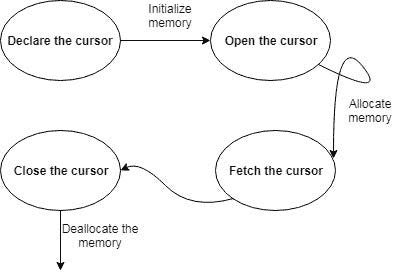 Declare the cursor
Initialize
memory
Open the cursor
Allocate
memory
Close the cursor
Fetch the cursor
Deallocate the
memory